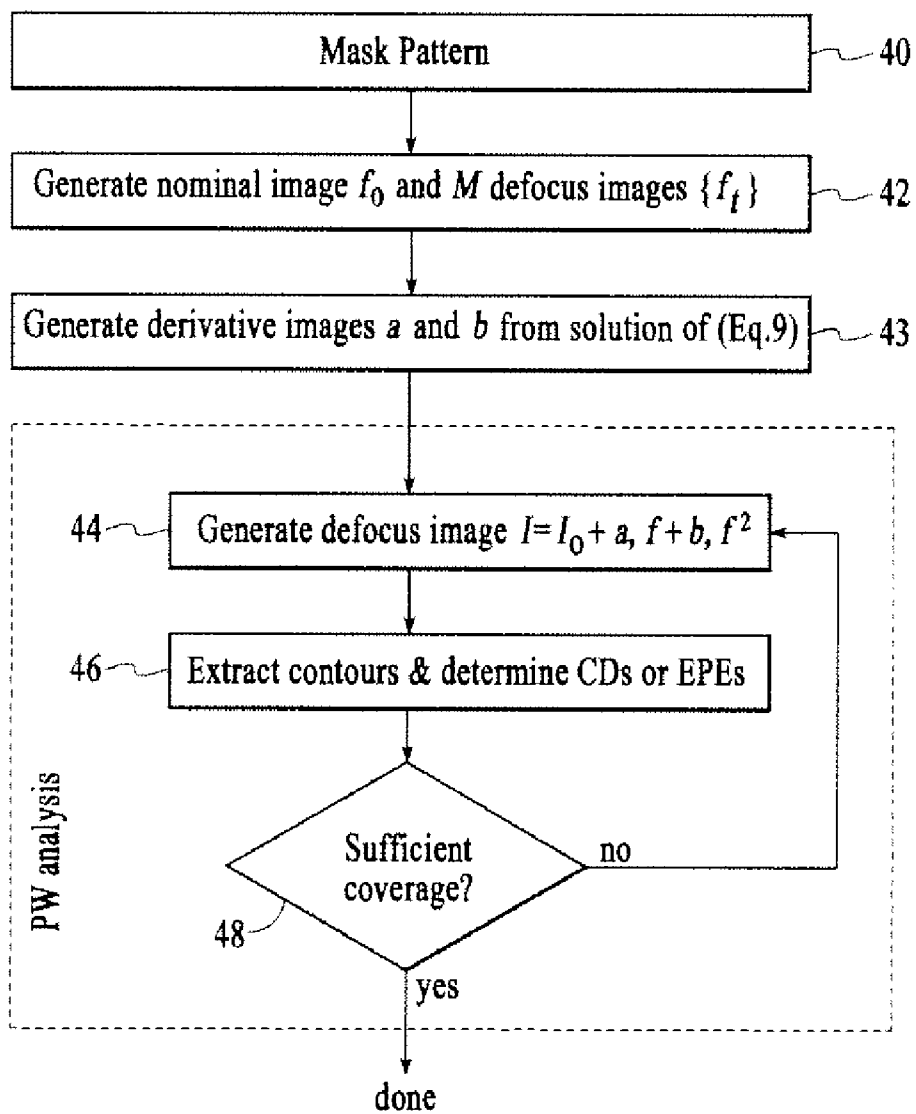 Mask Pattern
40
Generate nominal image f₀ and M defocus images {fₜ}
42
Generate derivative images a and b from solution of (Eq.9)
43
44
Generate defocus image I=I₀ + a, f + b, f²
46
Extract contours & determine CDs or EPEs
PW analysis
Sufficient
coverage?
no
48
yes
done